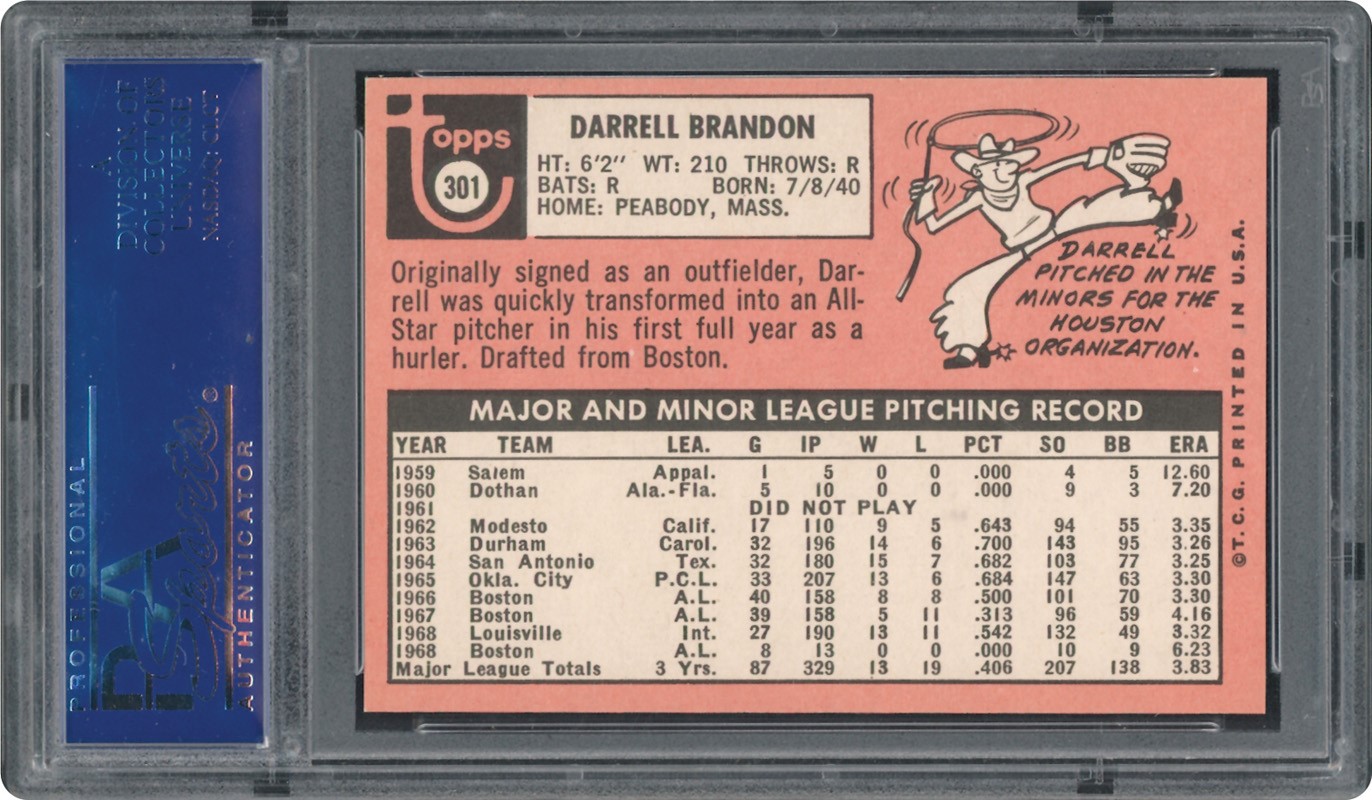 A
DIVISION OF
COLLECTORS
UNIVERSE
NASDAQ: CLCT
PROFESSIONAL
PSA
Sports®
AUTHENTICATOR
topps
301
DARRELL BRANDON
HT: 6'2" WT: 210 THROWS: R
BATS: R BORN: 7/8/40
HOME: PEABODY, MASS.
Originally signed as an outfielder, Dar-
rell was quickly transformed into an All-
Star pitcher in his first full year as a
hurler. Drafted from Boston.
DARRELL
PITCHED IN THE
MINORS FOR THE
HOUSTON
ORGANIZATION.
MAJOR AND MINOR LEAGUE PITCHING RECORD
YEAR TEAM LEA. G IP W L PCT SO BB ERA
1959 Salem Appal. 1 5 0 0 .000 4 5 12.60
1960 Dothan Ala.-Fla. 5 10 0 0 .000 9 3 7.20
1961 DID NOT PLAY
1962 Modesto Calif. 17 110 9 5 .643 94 55 3.35
1963 Durham Carol. 32 196 14 6 .700 143 95 3.26
1964 San Antonio Tex. 32 180 15 7 .682 103 77 3.25
1965 Okla. City P.C.L. 33 207 13 6 .684 147 63 3.30
1966 Boston A.L. 40 158 8 8 .500 101 70 3.30
1967 Boston A.L. 39 158 5 11 .313 96 59 4.16
1968 Louisville Int. 27 190 13 11 .542 132 49 3.32
1968 Boston A.L. 8 13 0 0 .000 10 9 6.23
Major League Totals 3 Yrs. 87 329 13 19 .406 207 138 3.83
©T.C.G. PRINTED IN U.S.A.